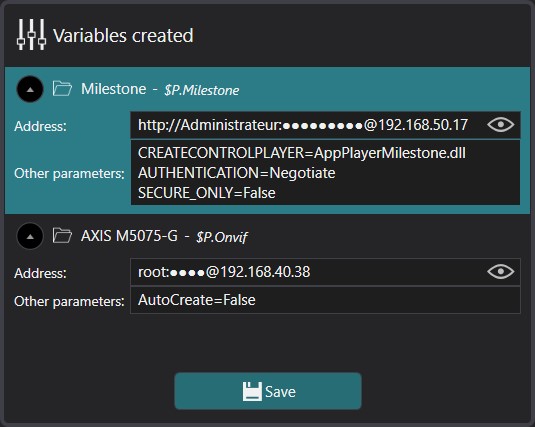 Variables created
Milestone - $P.Milestone
Address: http://Administrateur:●●●●●●●●●@192.168.50.17
Other parameters: CREATECONTROLPLAYER=AppPlayerMilestone.dll
AUTHENTICATION=Negotiate
SECURE_ONLY=False
AXIS M5075-G - $P.Onvif
Address: root:●●●●@192.168.40.38
Other parameters: AutoCreate=False
Save